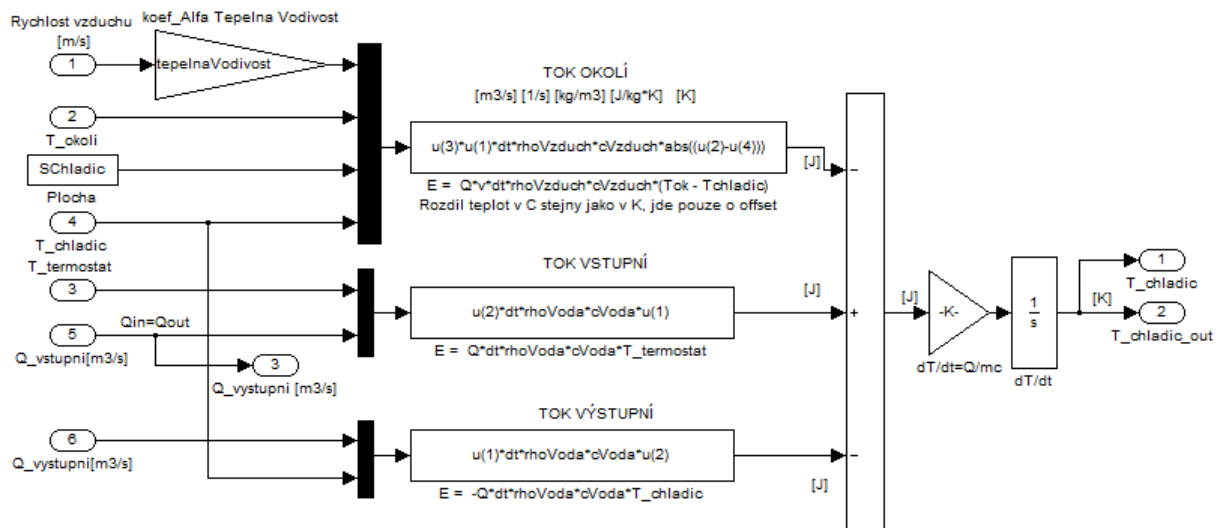 Rychlost vzduchu
[m/s]
1
koef_Alfa Tepelna Vodivost
tepelnaVodivost
2
T_okoli
SChladic
Plocha
4
T_chladic
T_termostat
3
Qin=Qout
5
Q_vstupni[m3/s]
3
Q_vystupni [m3/s]
6
Q_vystupni[m3/s]
TOK OKOLÍ
[m3/s] [1/s] [kg/m3] [J/kg*K] [K]
u(3)*u(1)*dt*rhoVzduch*cVzduch*abs((u(2)-u(4)))
E = Q*v*dt*rhoVzduch*cVzduch*(Tok - Tchladic)
Rozdil teplot v C stejny jako v K, jde pouze o offset
[J]
−
TOK VSTUPNÍ
u(2)*dt*rhoVoda*cVoda*u(1)
E = Q*dt*rhoVoda*cVoda*T_termostat
[J]
+
TOK VÝSTUPNÍ
u(1)*dt*rhoVoda*cVoda*u(2)
E = -Q*dt*rhoVoda*cVoda*T_chladic
[J]
−
[J]
-K-
dT/dt=Q/mc
1
s
dT/dt
[K]
1
T_chladic
2
T_chladic_out